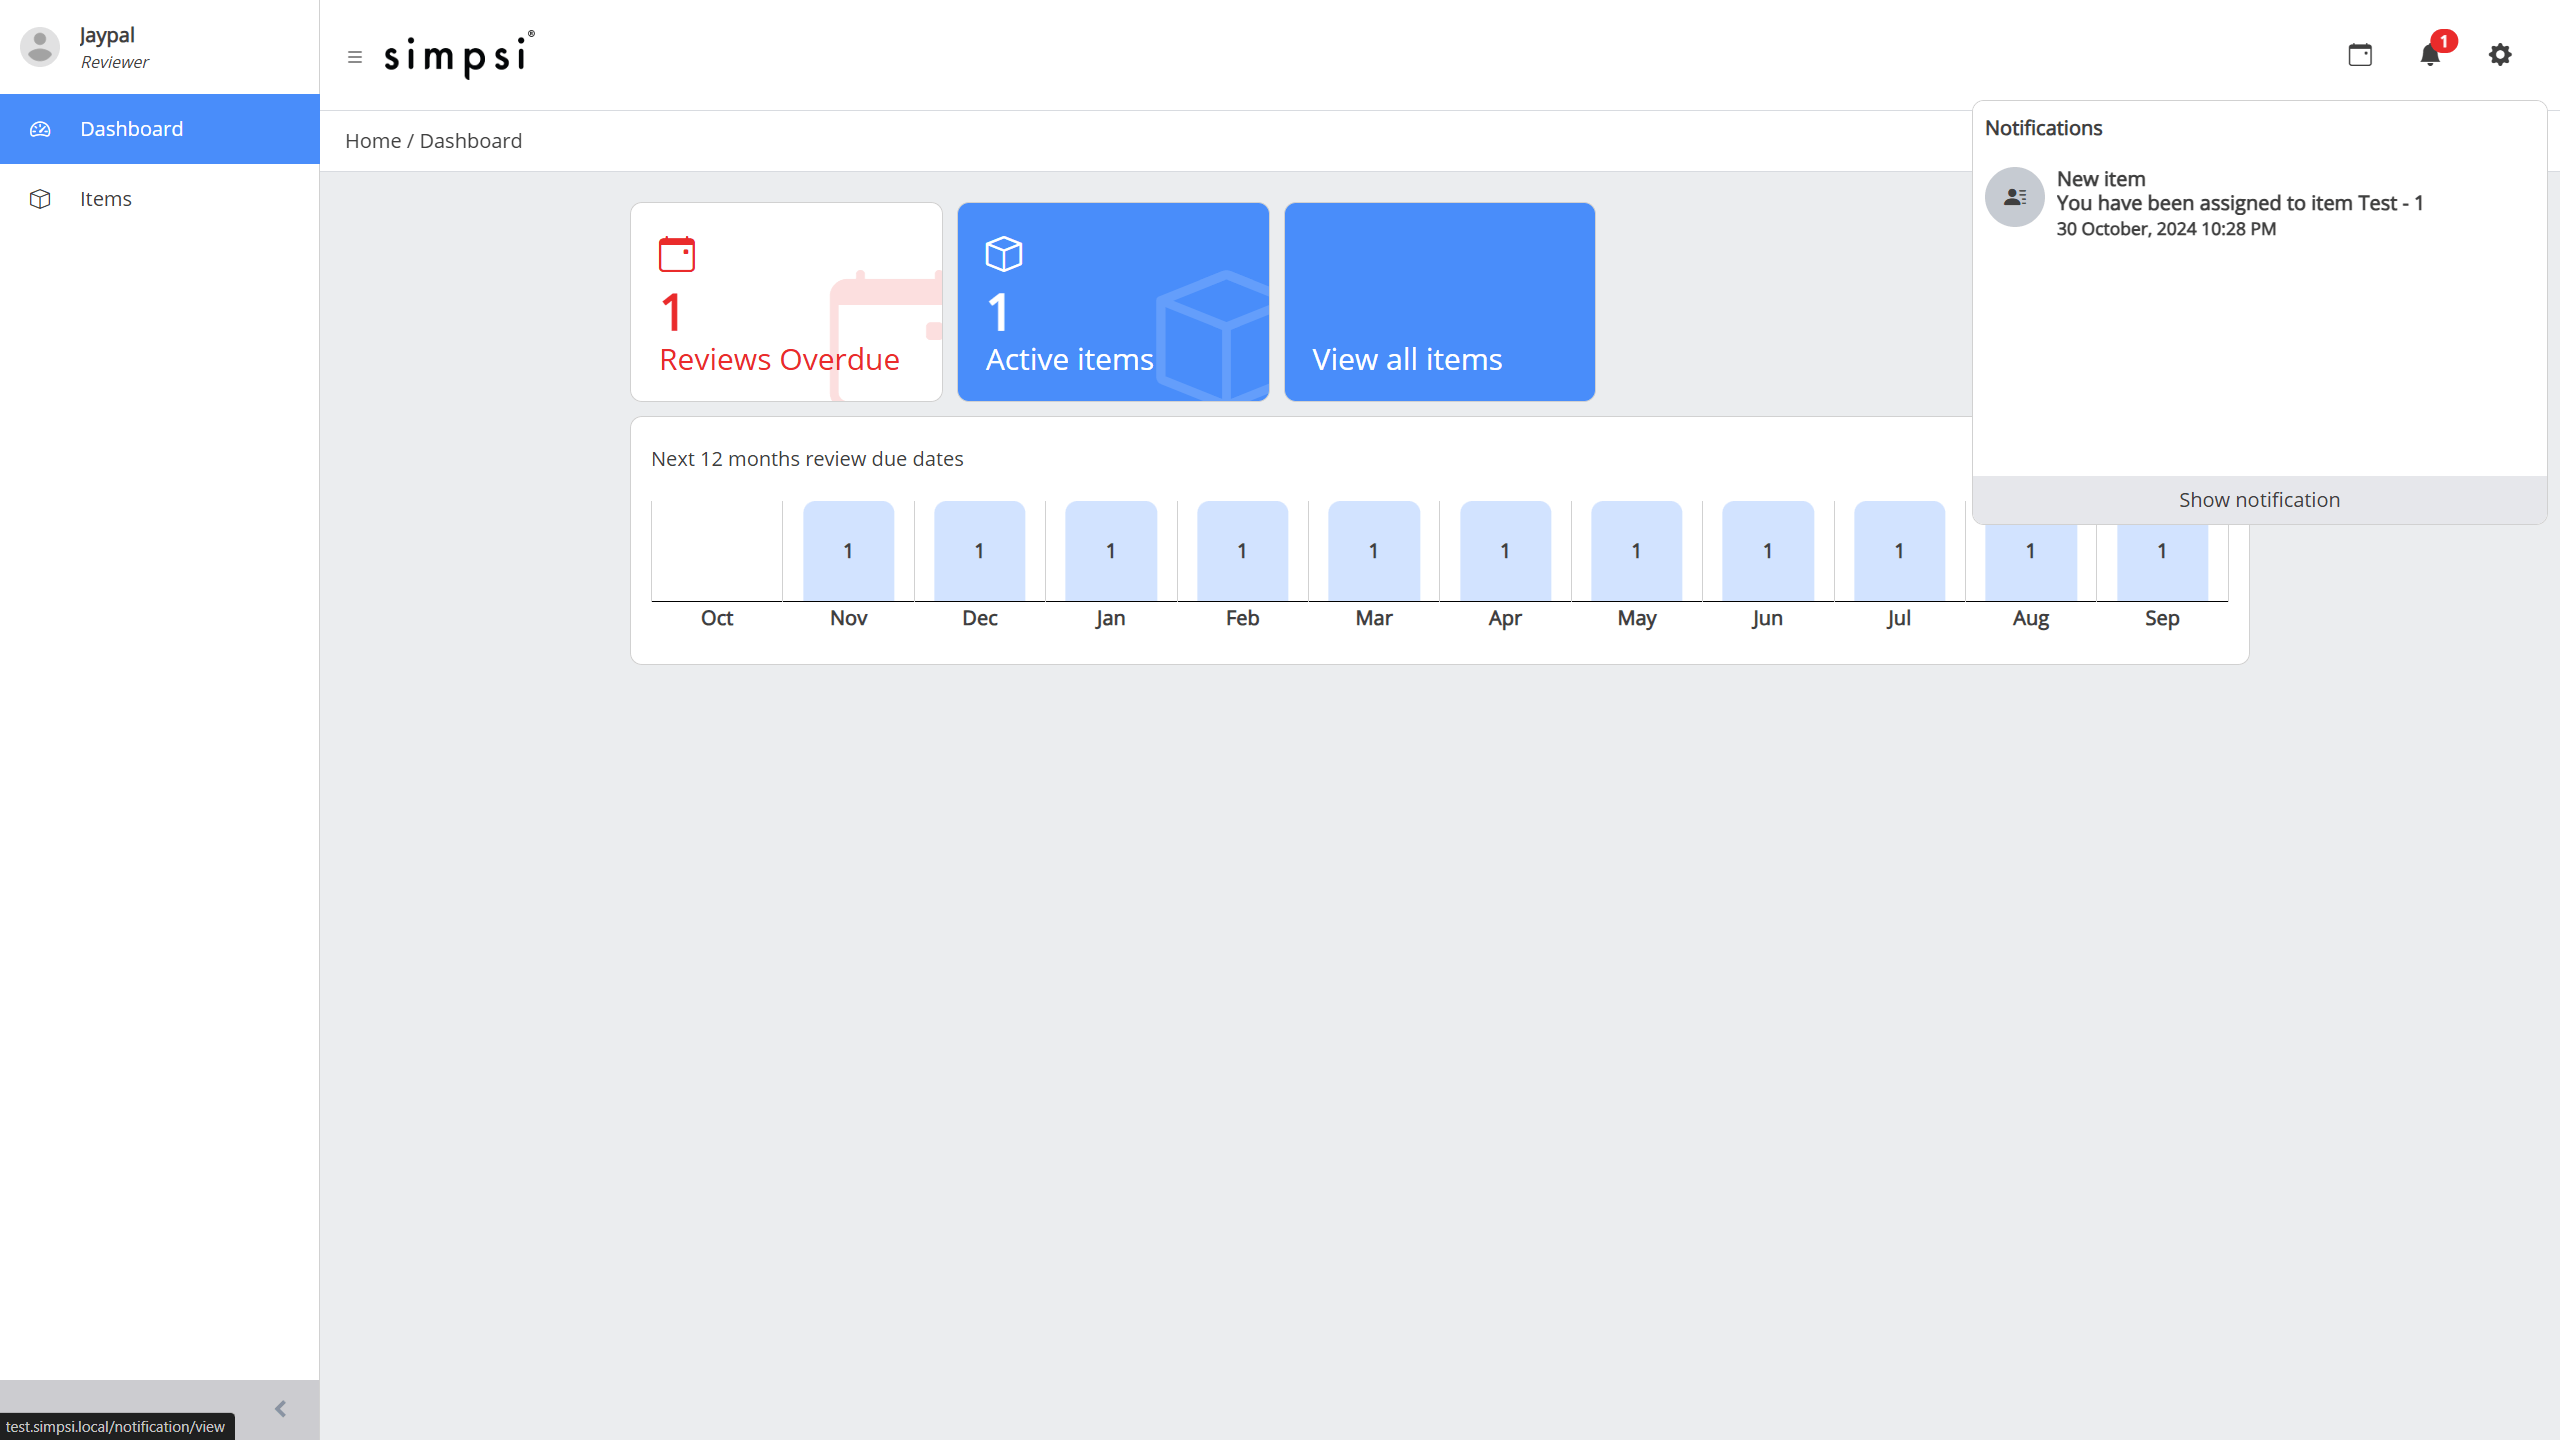 Jaypal
Reviewer
Dashboard
Items
simpsi®
1
Home / Dashboard
1
Reviews Overdue
1
Active items
View all items
Notifications
New item
You have been assigned to item Test - 1
30 October, 2024 10:28 PM
Show notification
Next 12 months review due dates
1 1 1 1 1 1 1 1 1 1 1
Oct Nov Dec Jan Feb Mar Apr May Jun Jul Aug Sep
test.simpsi.local/notification/view